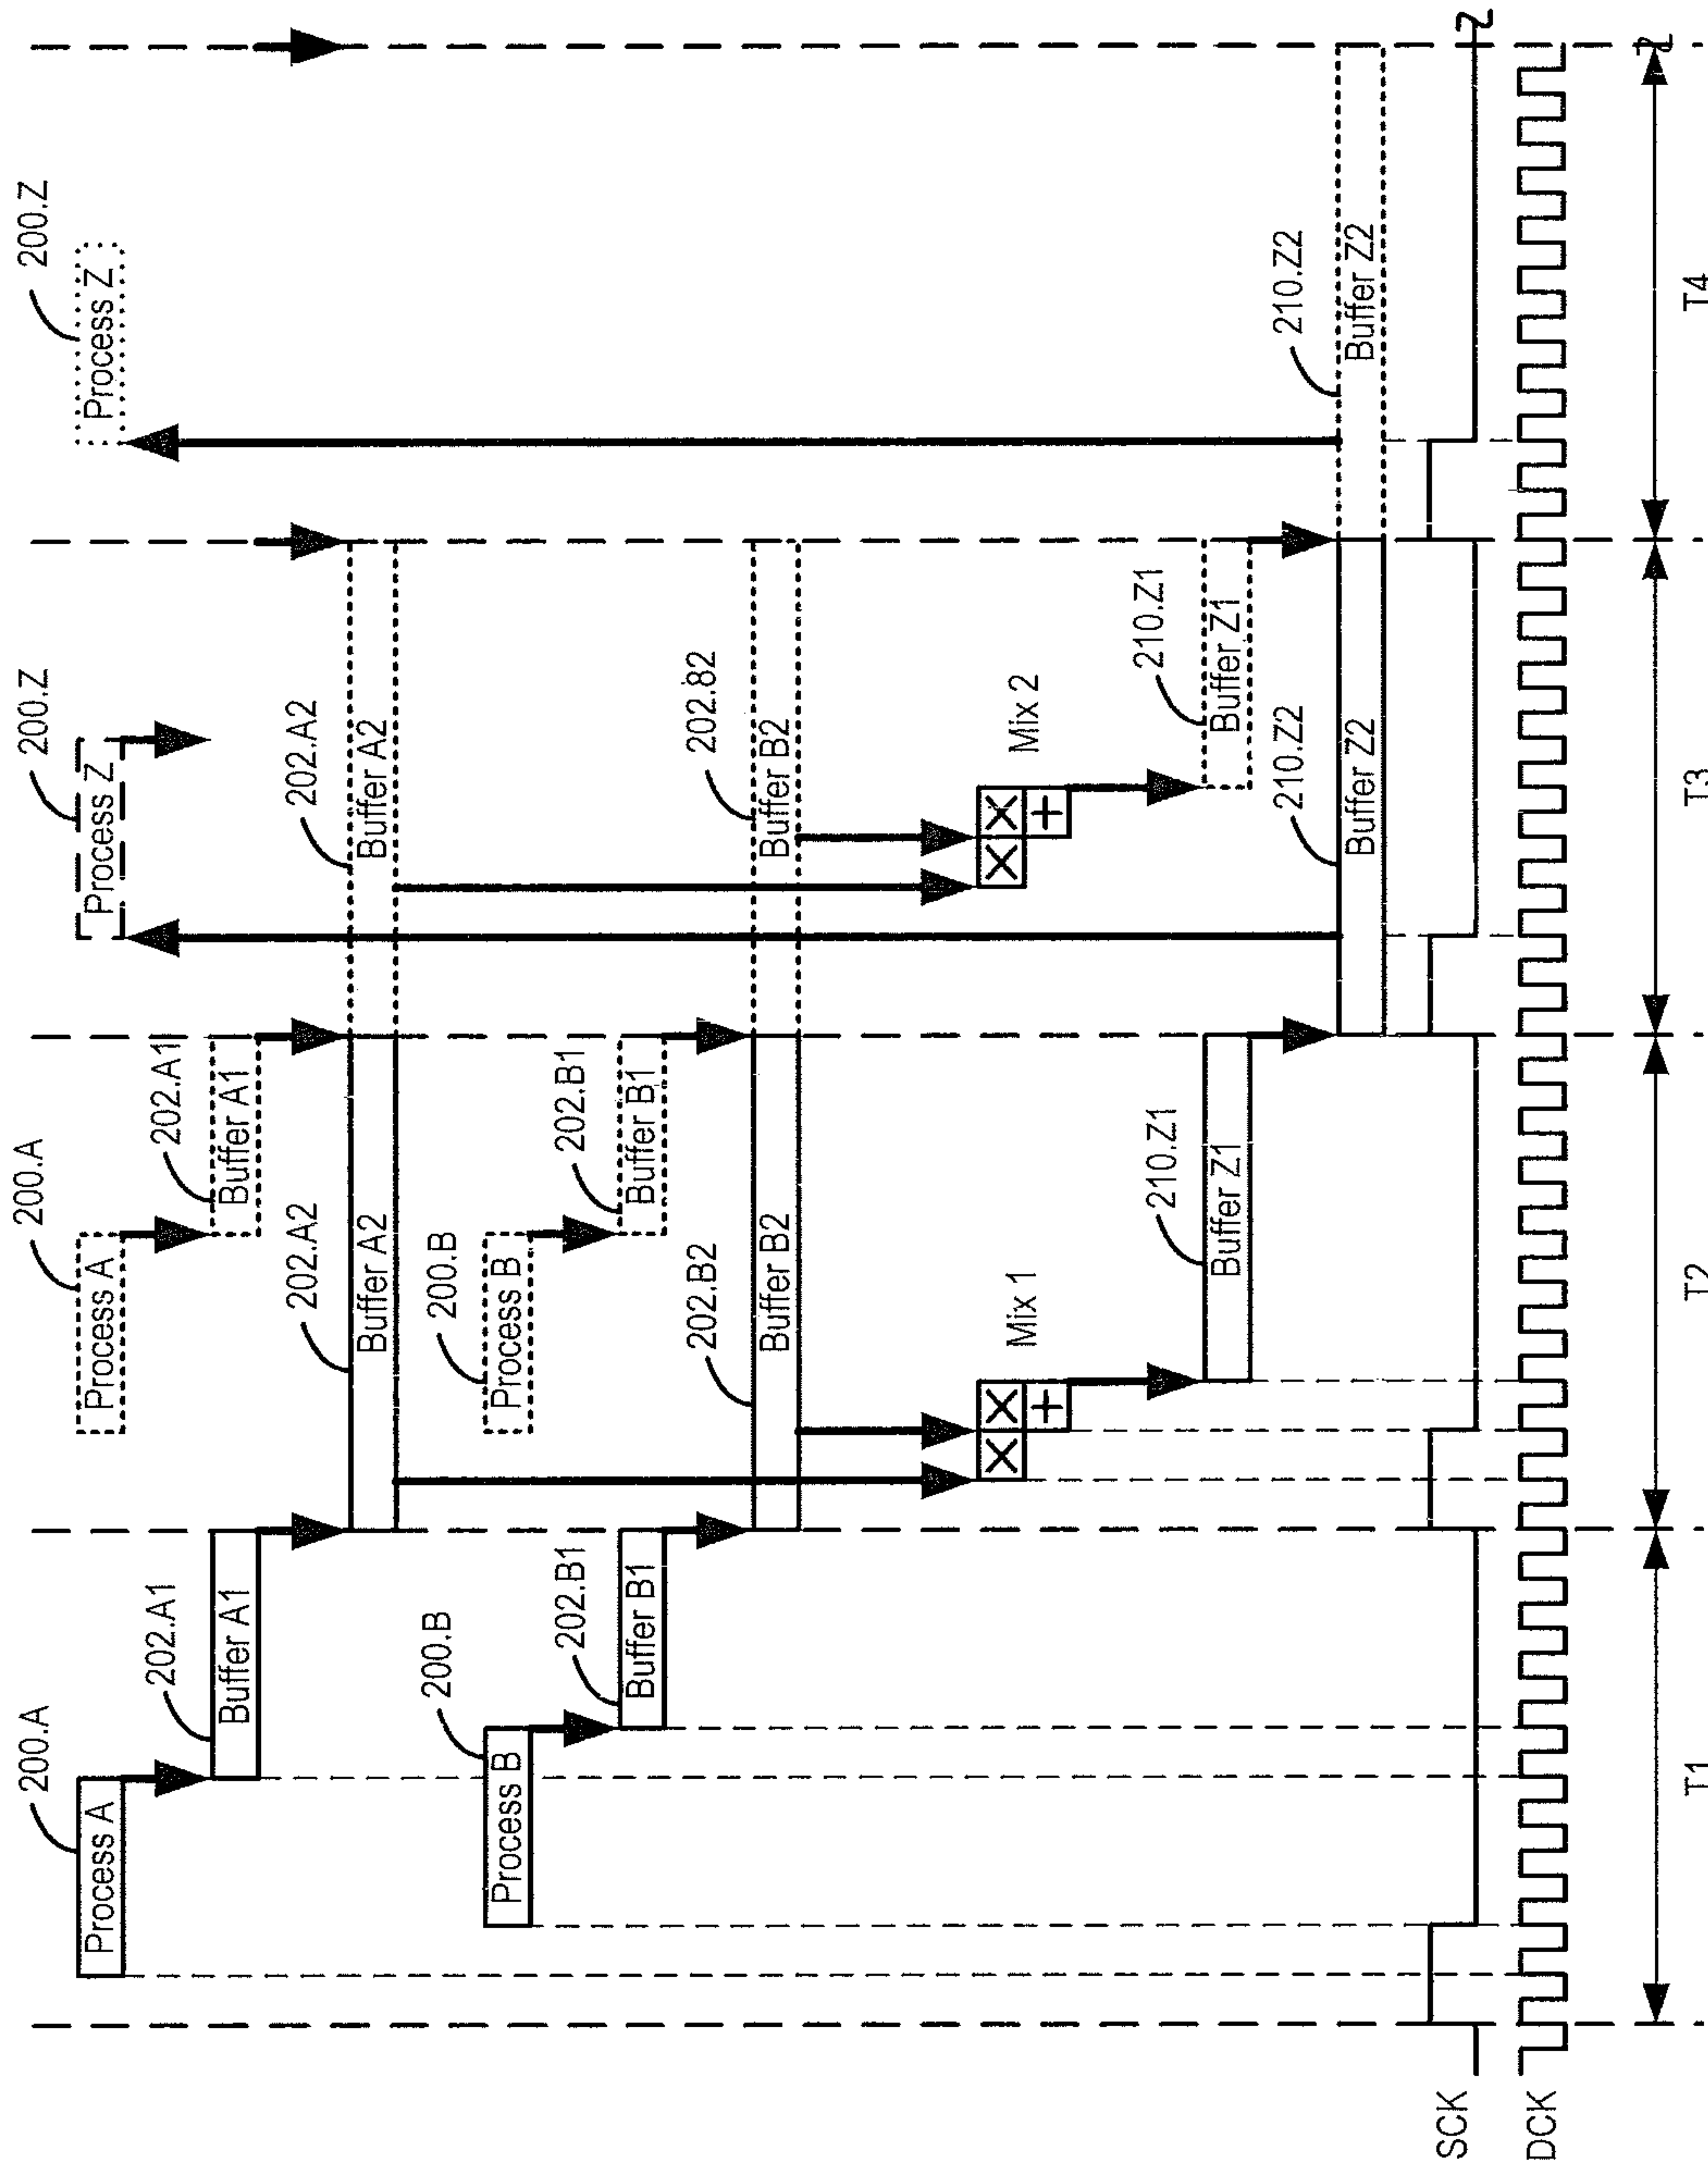 200.A 200.A 200.Z 200.Z
Process A Process A Process Z Process Z
202.A1 202.A1
Buffer A1 Buffer A1
202.A2 202.A2
Buffer A2 Buffer A2
200.B 200.B
Process B Process B
202.B1 202.B1
Buffer B1 Buffer B1
202.B2 202.82
Buffer B2 Buffer B2
Mix 1 Mix 2
X X X X
+ +
210.Z1 210.Z1
Buffer Z1 Buffer Z1
210.Z2 210.Z2
Buffer Z2 Buffer Z2
SCK
DCK
T1 T2 T3 T4